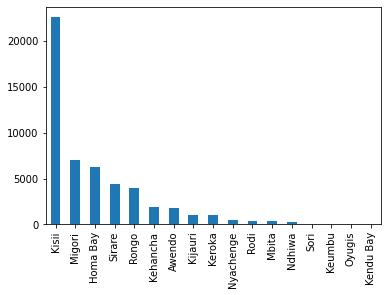 20000
15000
10000
5000
0
Kisii
Migori
Homa Bay
Sirare
Rongo
Kehancha
Awendo
Kijauri
Keroka
Nyachenge
Rodi
Mbita
Ndhiwa
Sori
Keumbu
Oyugis
Kendu Bay